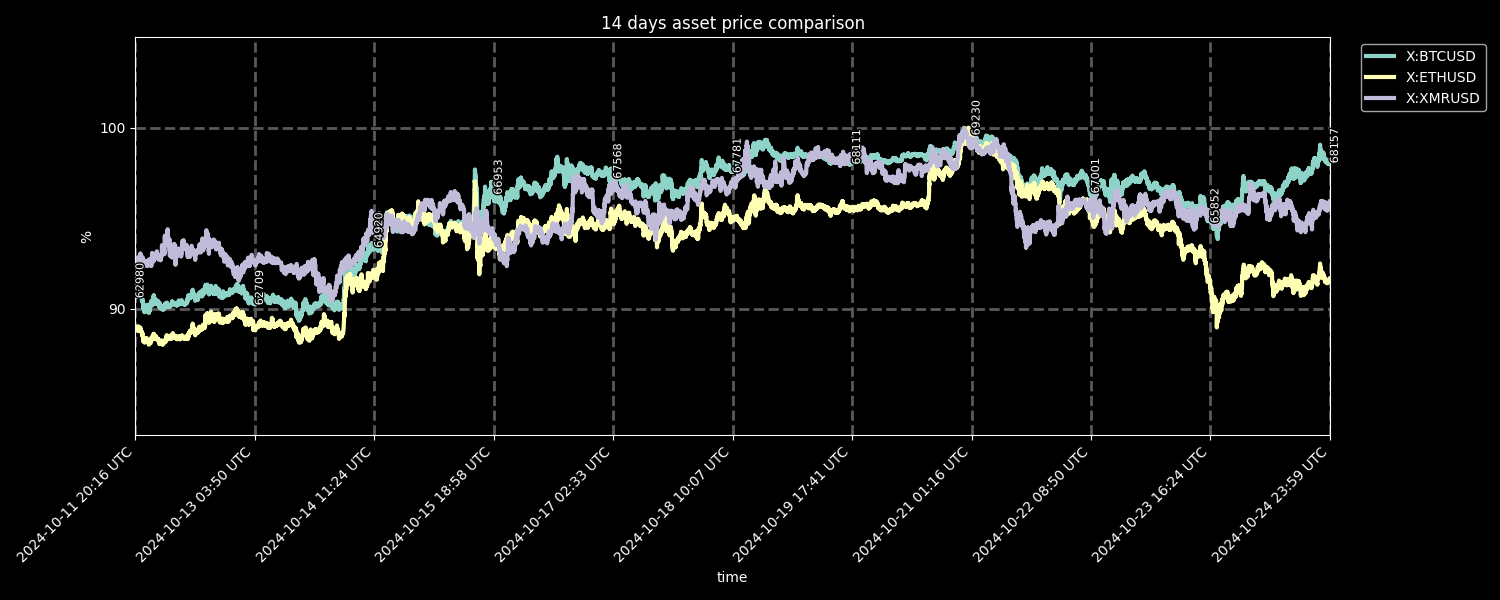 14 days asset price comparison
X:BTCUSD
X:ETHUSD
X:XMRUSD
100
90
%
62980
62709
64920
66953
67568
67781
68111
69230
67001
65852
68157
2024-10-11 20:16 UTC
2024-10-13 03:50 UTC
2024-10-14 11:24 UTC
2024-10-15 18:58 UTC
2024-10-17 02:33 UTC
2024-10-18 10:07 UTC
2024-10-19 17:41 UTC
2024-10-21 01:16 UTC
2024-10-22 08:50 UTC
2024-10-23 16:24 UTC
2024-10-24 23:59 UTC
time